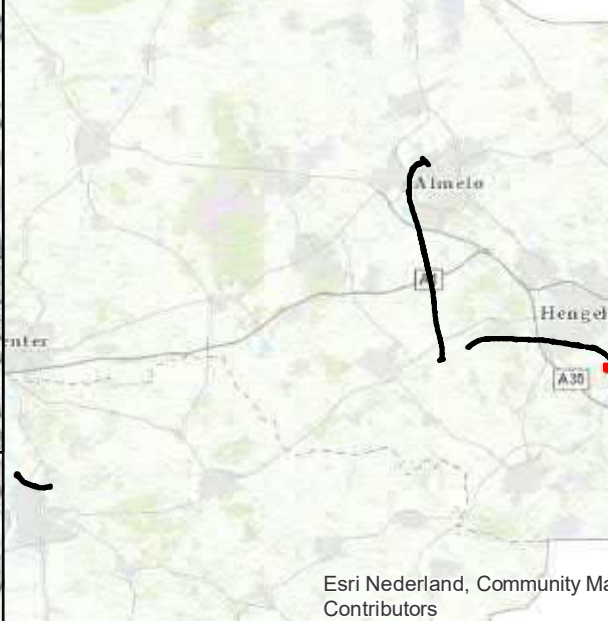 Almelo
A1
Hengel
enter
A35
Esri Nederland, Community Ma
Contributors